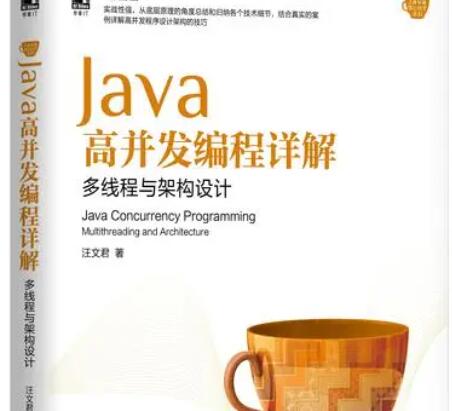 实战性强，从底层原理的角度总结和归纳各个技术细节，结合真实的案
例详解高并发程序设计架构的技巧
Java
高并发编程详解
多线程与架构设计
Java Concurrency Programming
Multithreading and Architecture
汪文君 著
Java
高并发编程详解
多线程与架构设计
汪文君